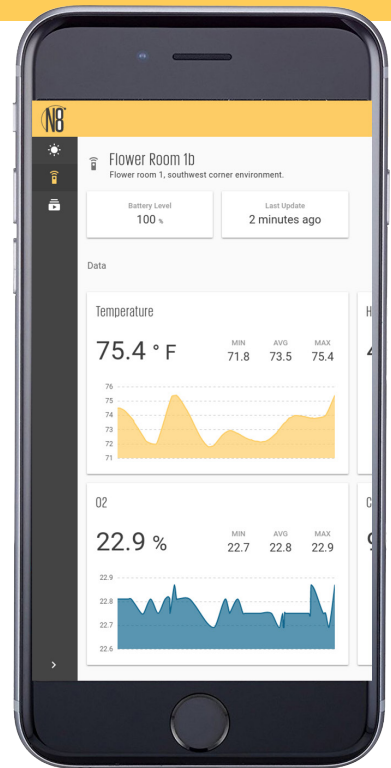 N8
Flower Room 1b
Flower room 1, southwest corner environment.
Battery Level
100 %
Last Update
2 minutes ago
Data
Temperature
75.4 ° F
MIN AVG MAX
71.8 73.5 75.4
76
75
74
73
72
71
H
O2
22.9 %
MIN AVG MAX
22.7 22.8 22.9
22.9
22.8
22.7
22.6
C